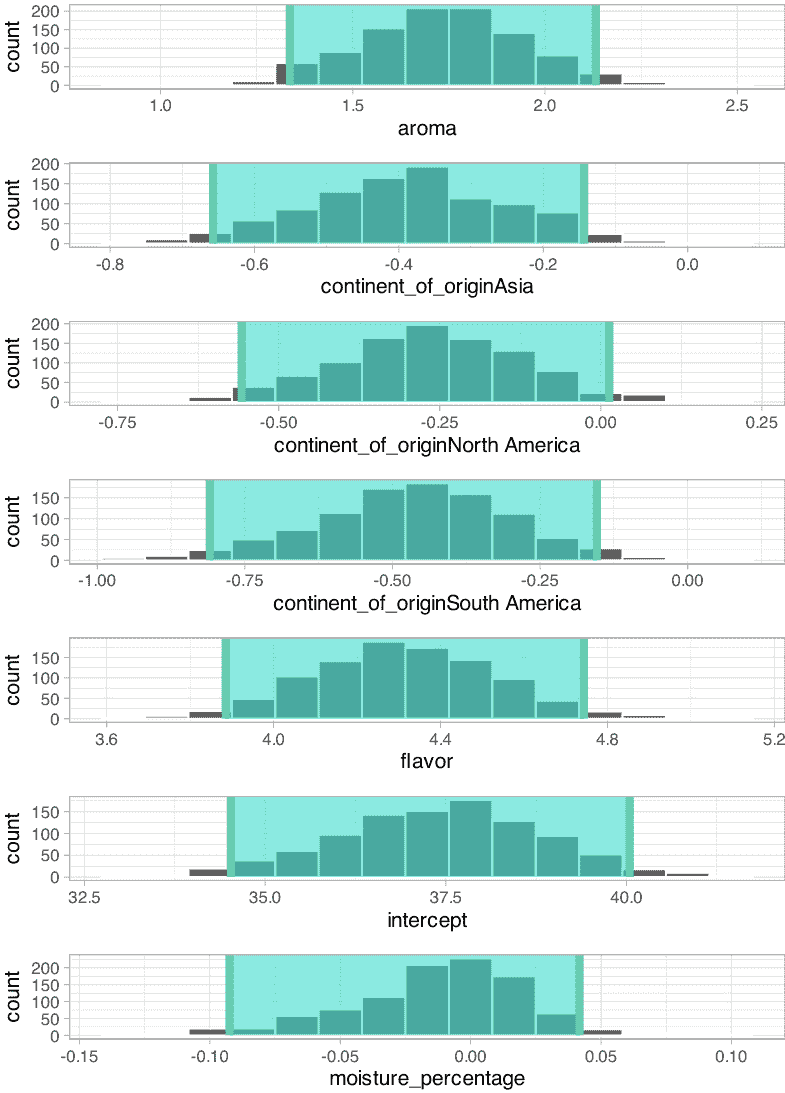 200
150
100
50
0
count
1.0 1.5 2.0 2.5
aroma
200
150
100
50
0
count
-0.8 -0.6 -0.4 -0.2 0.0
continent_of_originAsia
200
150
100
50
0
count
-0.75 -0.50 -0.25 0.00 0.25
continent_of_originNorth America
150
100
50
0
count
-1.00 -0.75 -0.50 -0.25 0.00
continent_of_originSouth America
150
100
50
0
count
3.6 4.0 4.4 4.8 5.2
flavor
150
100
50
0
count
32.5 35.0 37.5 40.0
intercept
200
150
100
50
0
count
-0.15 -0.10 -0.05 0.00 0.05 0.10
moisture_percentage